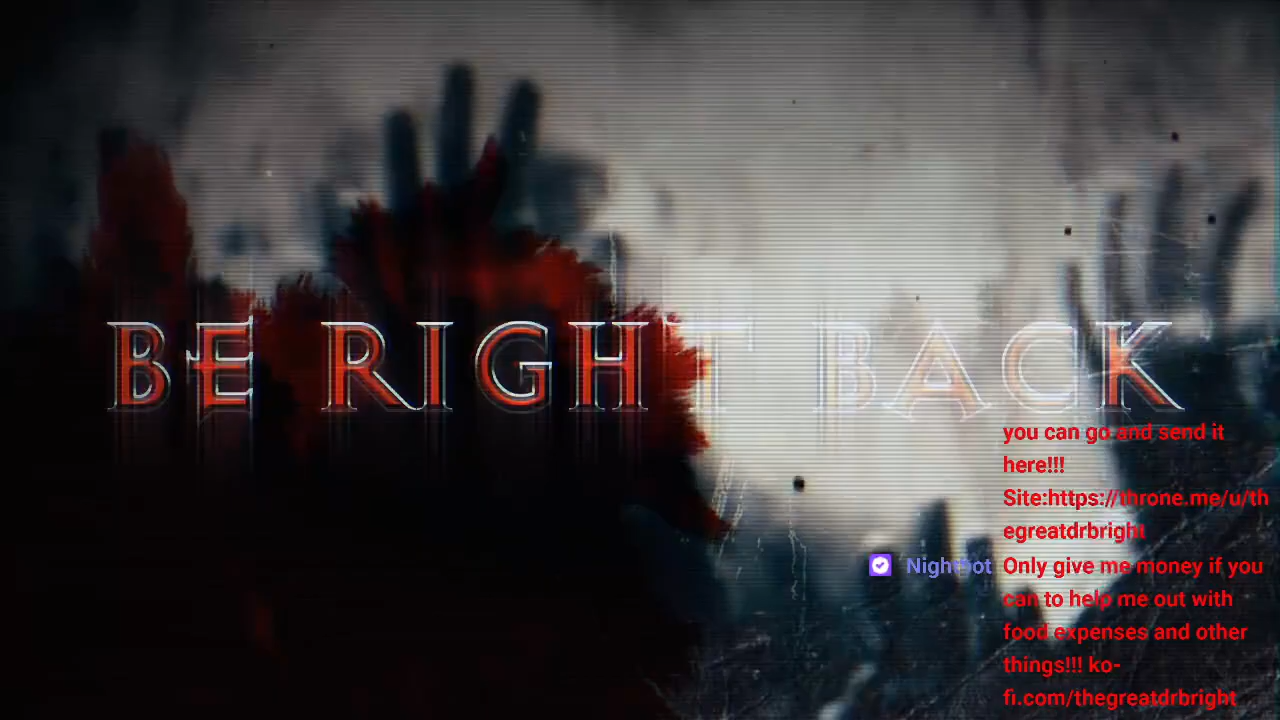 BE RIGHT BACK
you can go and send it
here!!!
Site:https://throne.me/u/th
egreatdrbright
Nightbot Only give me money if you
can to help me out with
food expenses and other
things!!! ko-
fi.com/thegreatdrbright